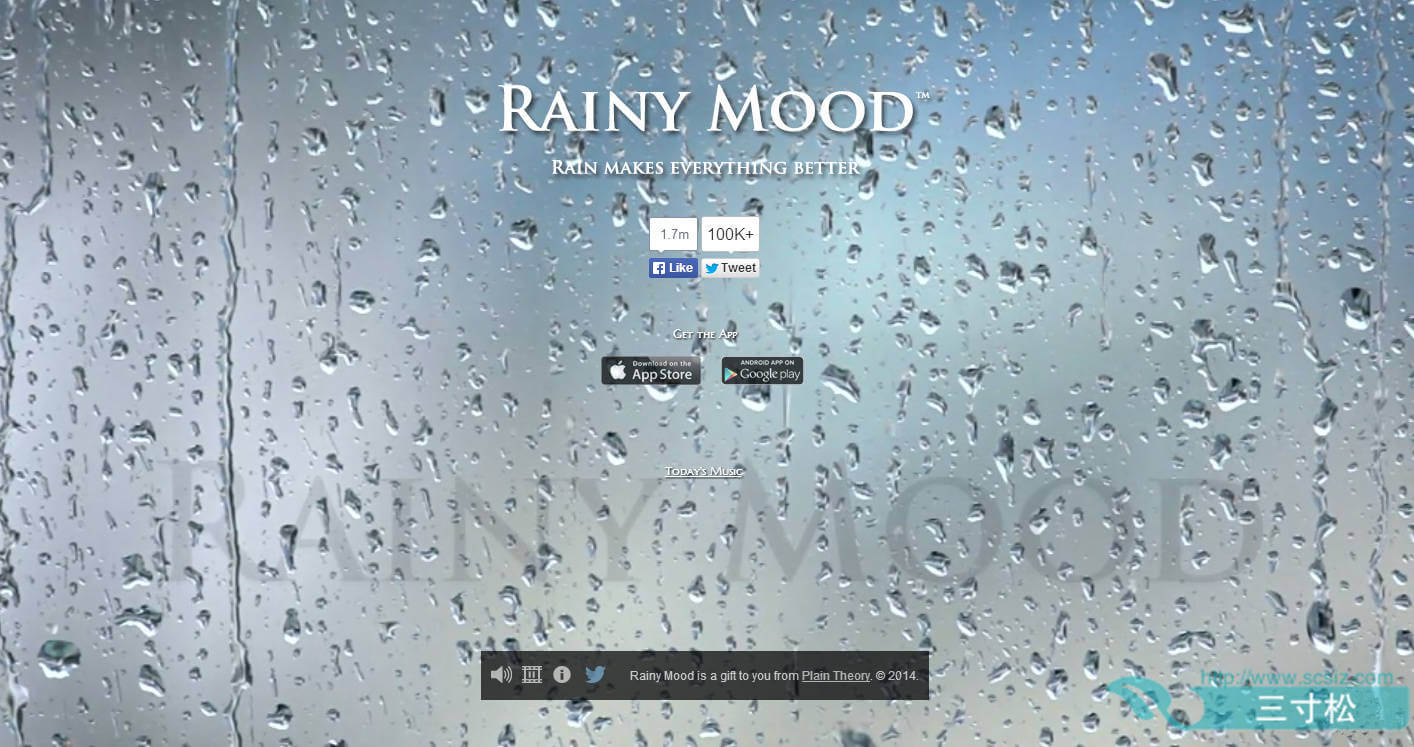 RAINY MOOD™
RAIN MAKES EVERYTHING BETTER
1.7m
100K+
Like
Tweet
GET THE APP
Download on the
App Store
ANDROID APP ON
Google play
TODAY'S MUSIC
RAINY MOOD
Rainy Mood is a gift to you from Plain Theory. © 2014.
http://www.scsiz.com
三寸松